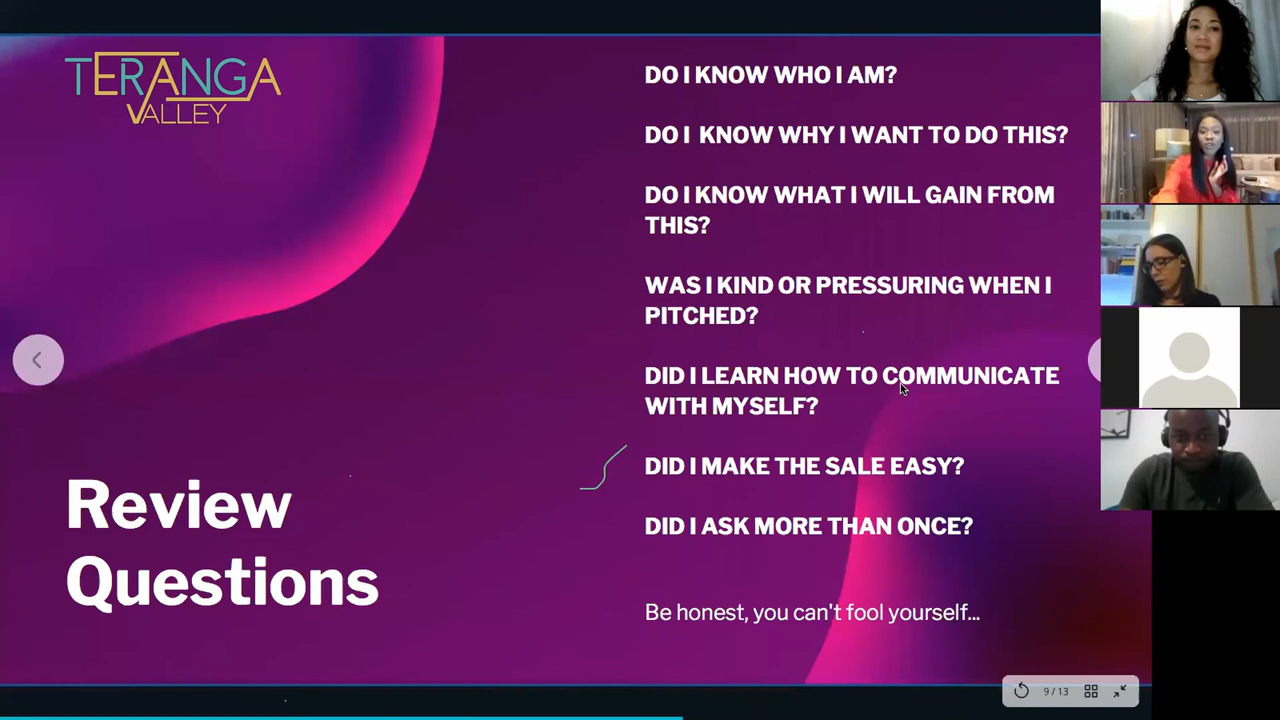 TERANGA
VALLEY
DO I KNOW WHO I AM?
DO I KNOW WHY I WANT TO DO THIS?
DO I KNOW WHAT I WILL GAIN FROM
THIS?
WAS I KIND OR PRESSURING WHEN I
PITCHED?
DID I LEARN HOW TO COMMUNICATE
WITH MYSELF?
DID I MAKE THE SALE EASY?
DID I ASK MORE THAN ONCE?
Be honest, you can't fool yourself...
Review
Questions
9/13